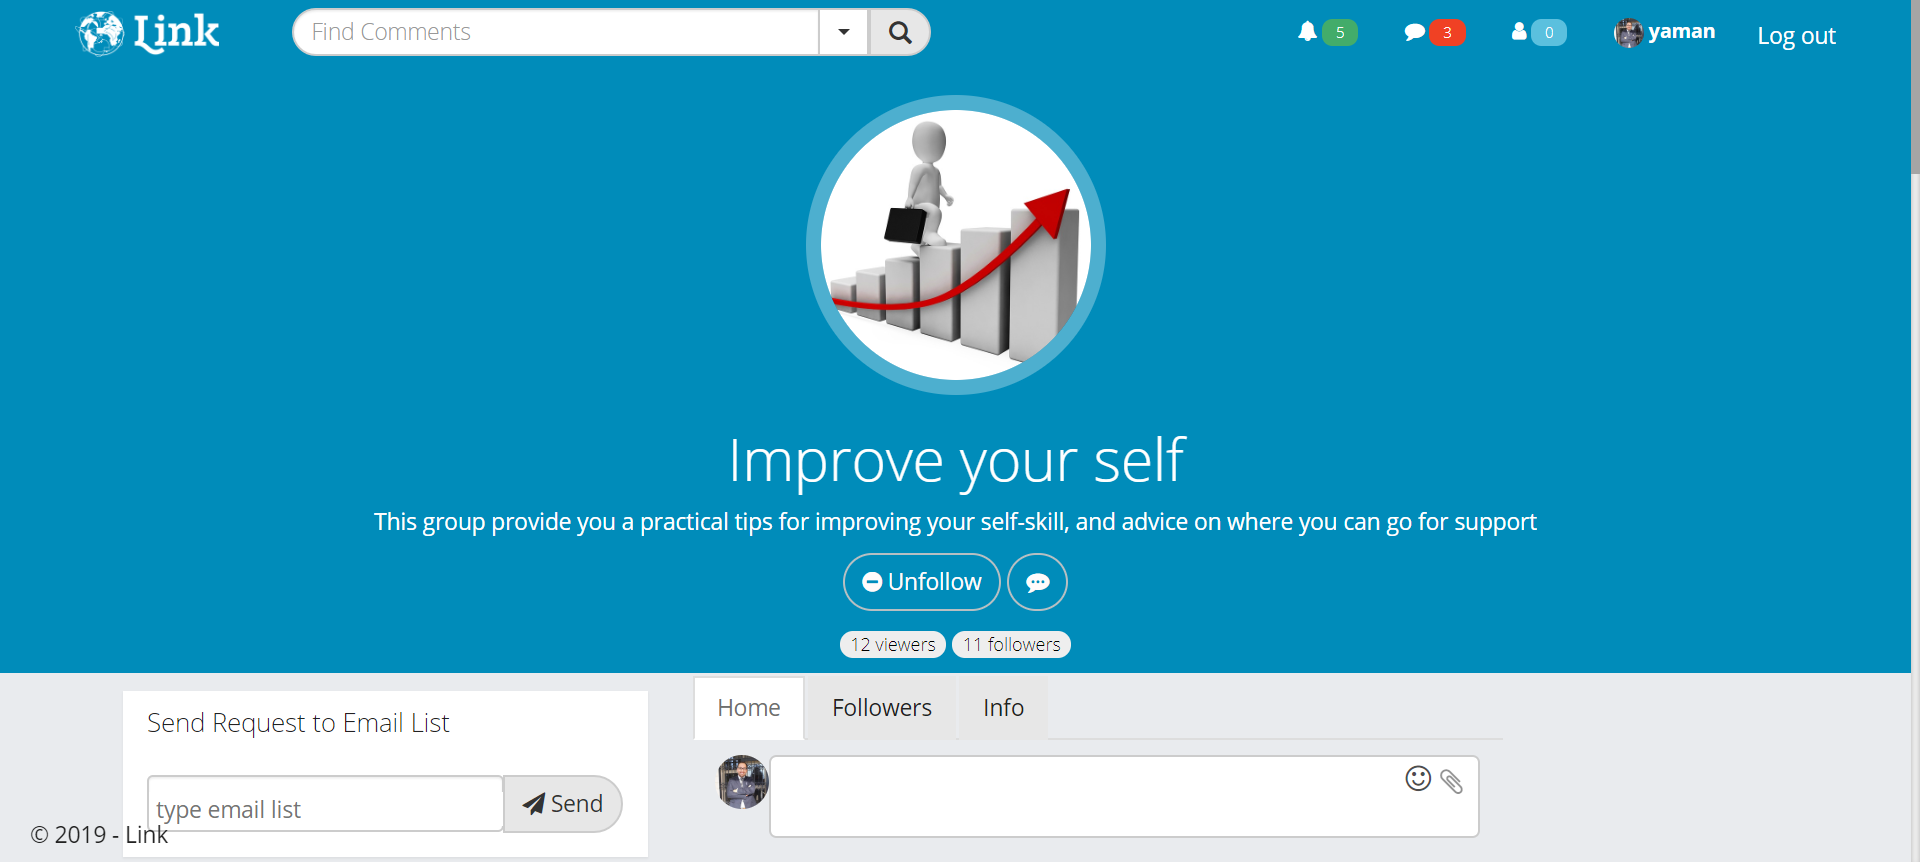 Link
Find Comments
5
3
0
yaman
Log out
Improve your self
This group provide you a practical tips for improving your self-skill, and advice on where you can go for support
Unfollow
12 viewers
11 followers
Send Request to Email List
type email list
Send
Home
Followers
Info
© 2019 - Link